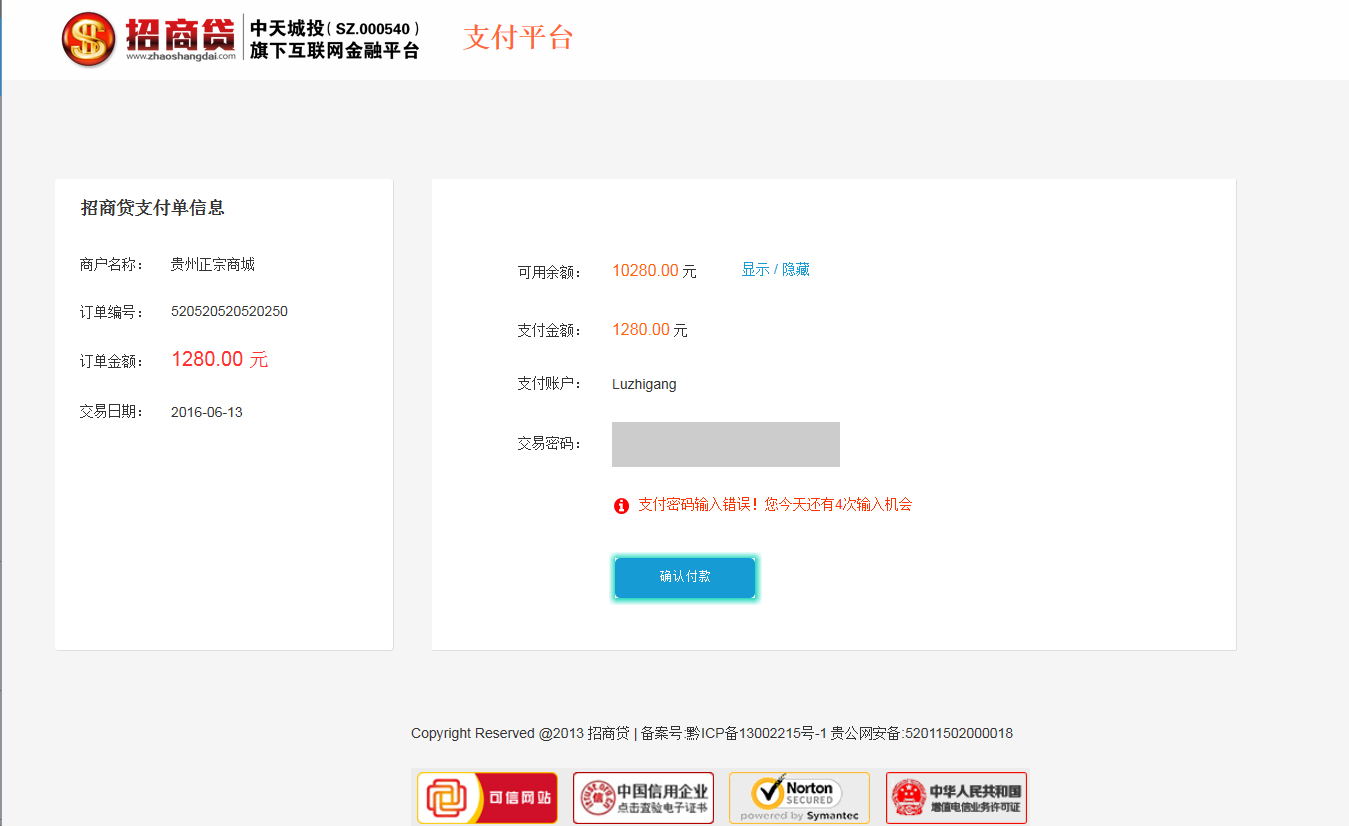 招商贷
www.zhaoshangdai.com
中天城投(SZ.000540)
旗下互联网金融平台
支付平台
招商贷支付单信息
商户名称： 贵州正宗商城
订单编号： 520520520520250
订单金额： 1280.00 元
交易日期： 2016-06-13
可用余额： 10280.00 元 显示 / 隐藏
支付金额： 1280.00 元
支付账户： Luzhigang
交易密码：
支付密码输入错误！您今天还有4次输入机会
确认付款
Copyright Reserved @2013 招商贷 | 备案号:黔ICP备13002215号-1 贵公网安备:52011502000018
可信网站
中国信用企业
点击查验电子证书
Norton
SECURED
powered by Symantec
中华人民共和国
增值电信业务许可证